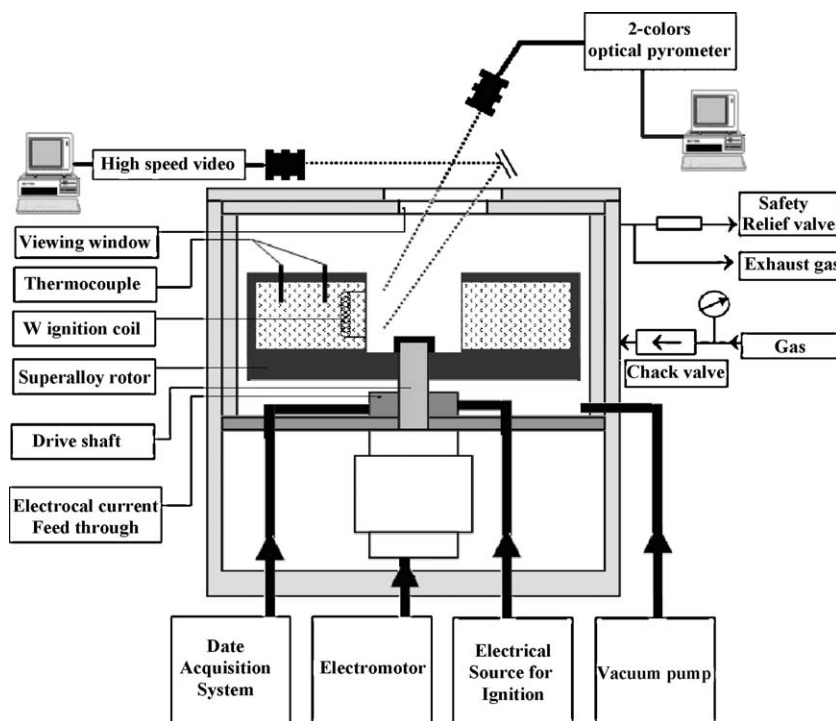 2-colors
optical pyrometer
High speed video
Safety
Relief valve
Viewing window
Exhaust gas
Thermocouple
W ignition coil
Gas
Chack valve
Superalloy rotor
Drive shaft
Electrocal current
Feed through
Date
Acquisition
System
Electromotor
Electrical
Source for
Ignition
Vacuum pump